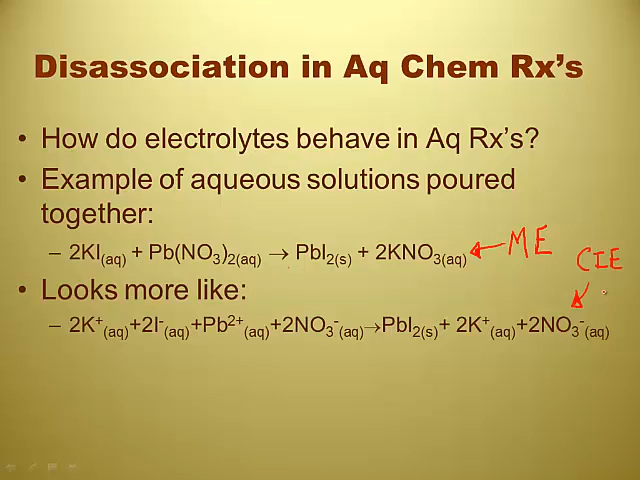 Disassociation in Aq Chem Rx's
• How do electrolytes behave in Aq Rx's?
• Example of aqueous solutions poured
together:
– 2KI(aq) + Pb(NO3)2(aq) → PbI2(s) + 2KNO3(aq) ← ME
CIE
• Looks more like:
– 2K⁺(aq)+2I⁻(aq)+Pb²⁺(aq)+2NO3⁻(aq)→PbI2(s)+ 2K⁺(aq)+2NO3⁻(aq)